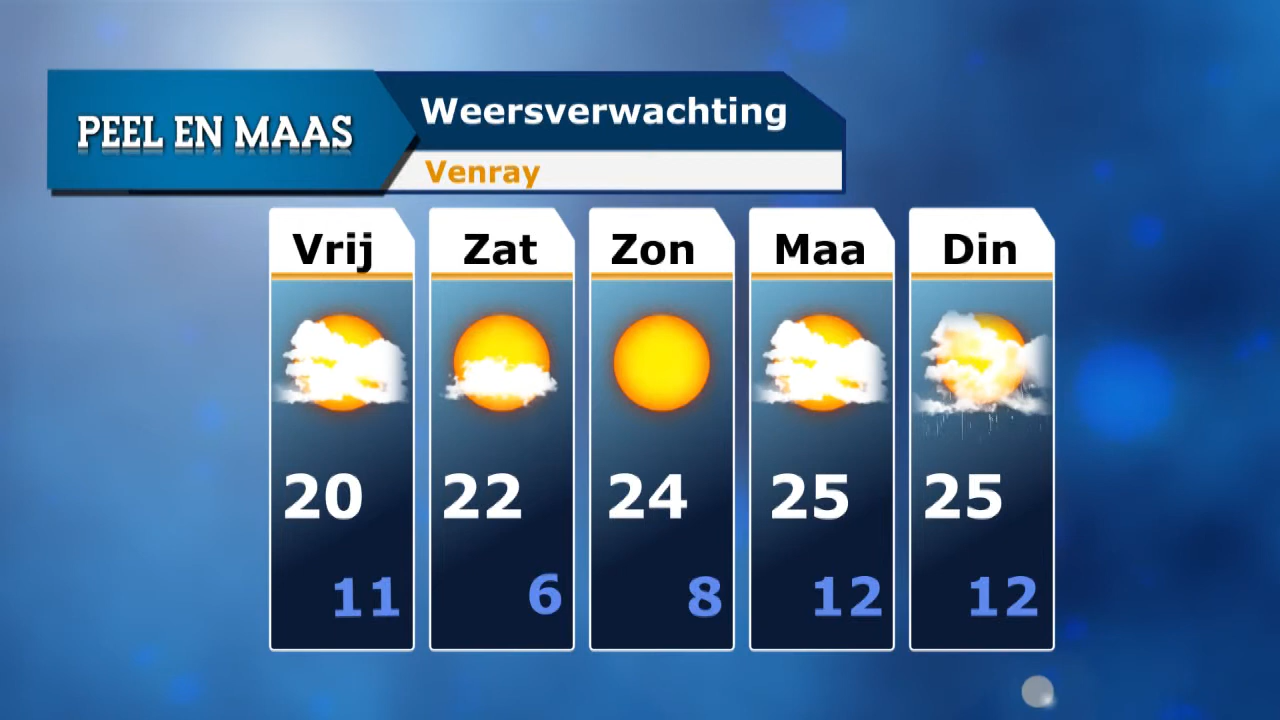 PEEL EN MAAS
Weersverwachting
Venray
Vrij Zat Zon Maa Din
20 22 24 25 25
11 6 8 12 12